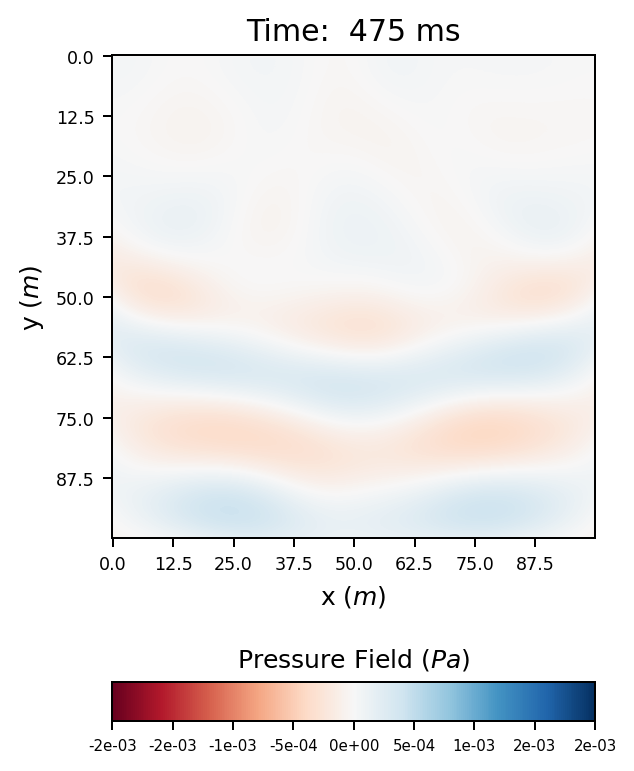 Time:  475 ms
0.0
12.5
25.0
37.5
50.0
62.5
75.0
87.5
y (m)
0.0 12.5 25.0 37.5 50.0 62.5 75.0 87.5
x (m)
Pressure Field (Pa)
-2e-03 -2e-03 -1e-03 -5e-04 0e+00 5e-04 1e-03 2e-03 2e-03